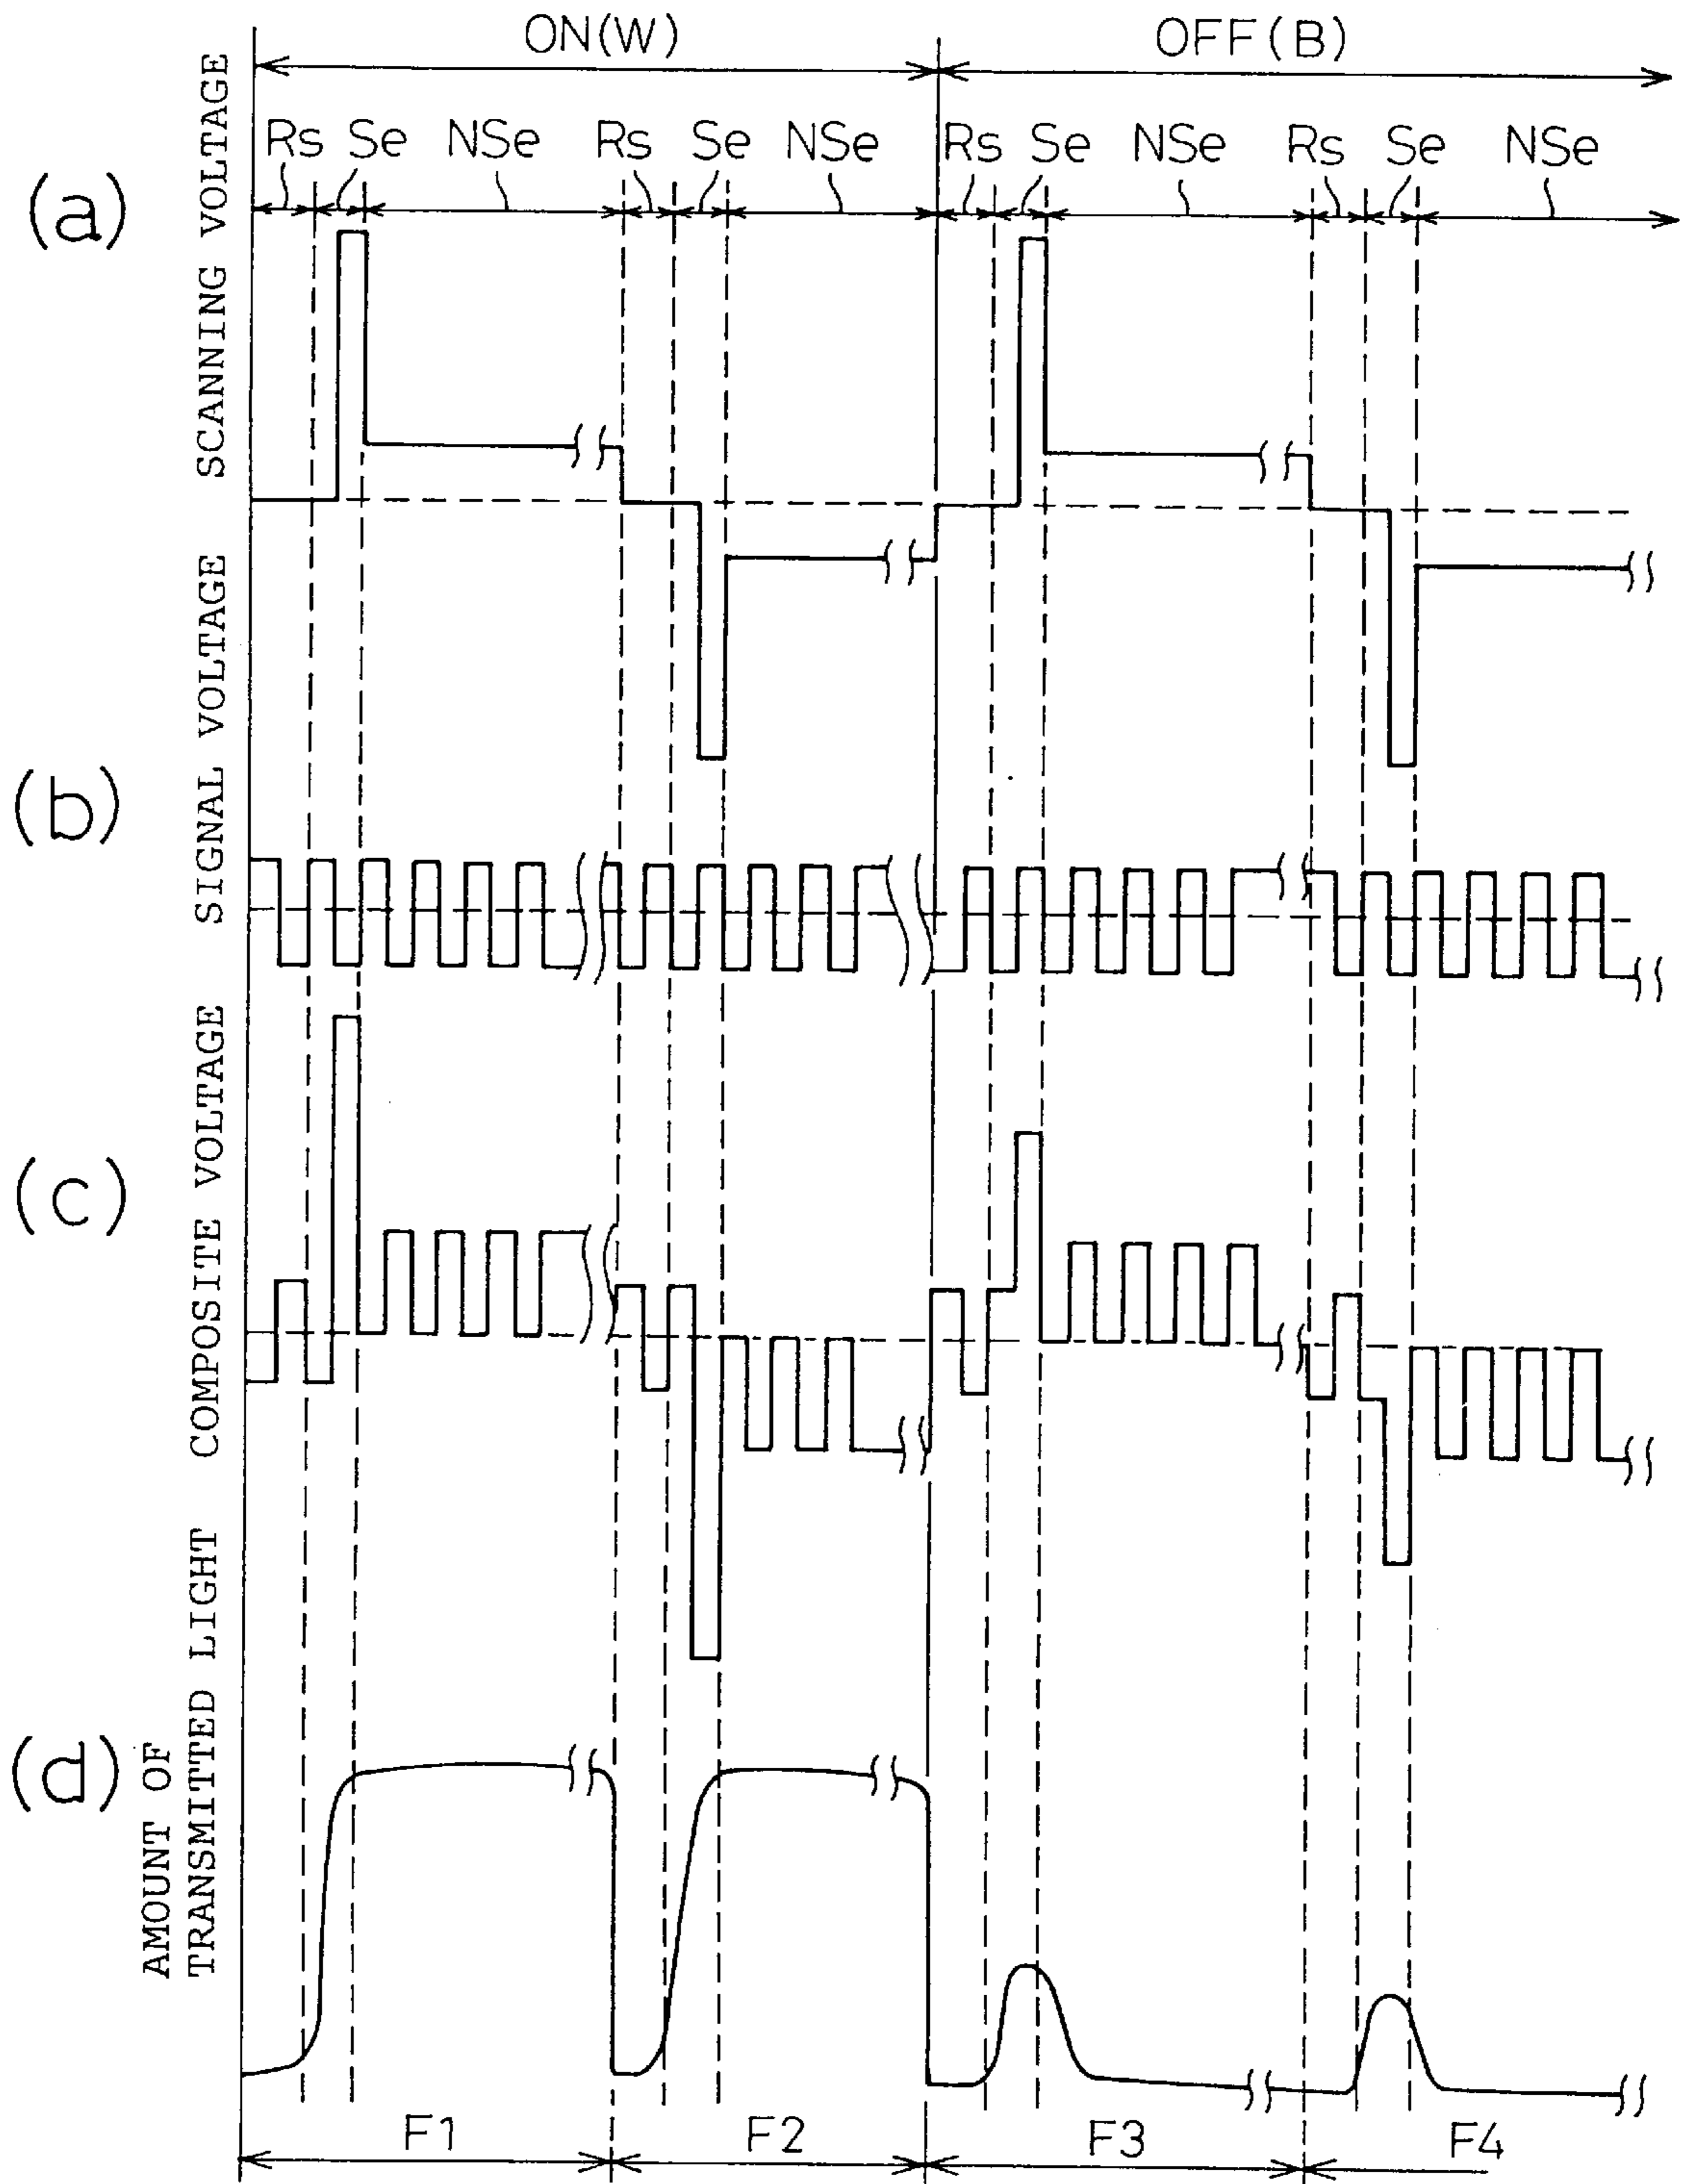 ON(W) OFF(B)
Rs Se NSe Rs Se NSe Rs Se NSe Rs Se NSe
(a) SCANNING VOLTAGE
(b) SIGNAL VOLTAGE
(c) COMPOSITE VOLTAGE
(d) AMOUNT OF
TRANSMITTED LIGHT
F1 F2 F3 F4